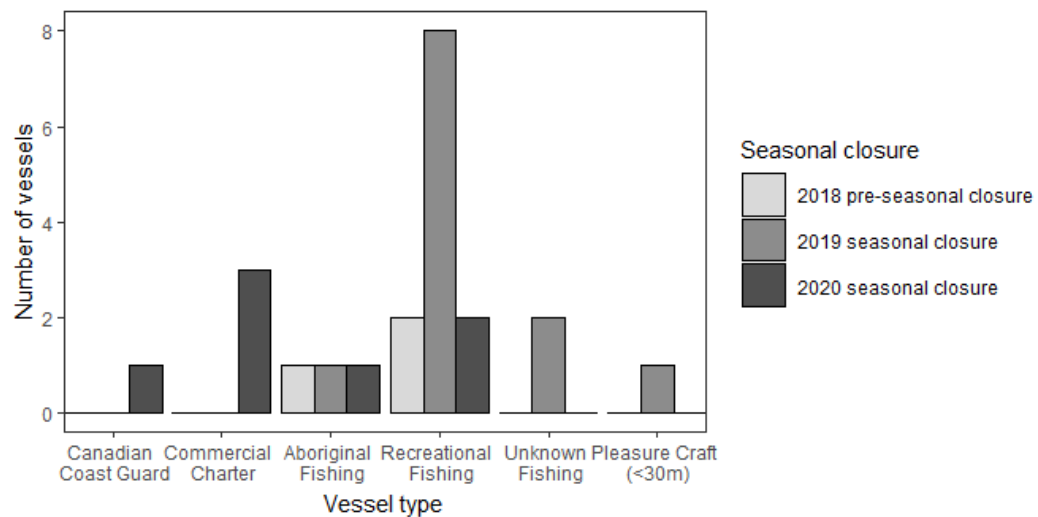 8
6
4
2
0
Number of vessels
Canadian Coast Guard
Commercial Charter
Aboriginal Fishing
Recreational Fishing
Unknown Fishing
Pleasure Craft (<30m)
Vessel type
Seasonal closure
2018 pre-seasonal closure
2019 seasonal closure
2020 seasonal closure